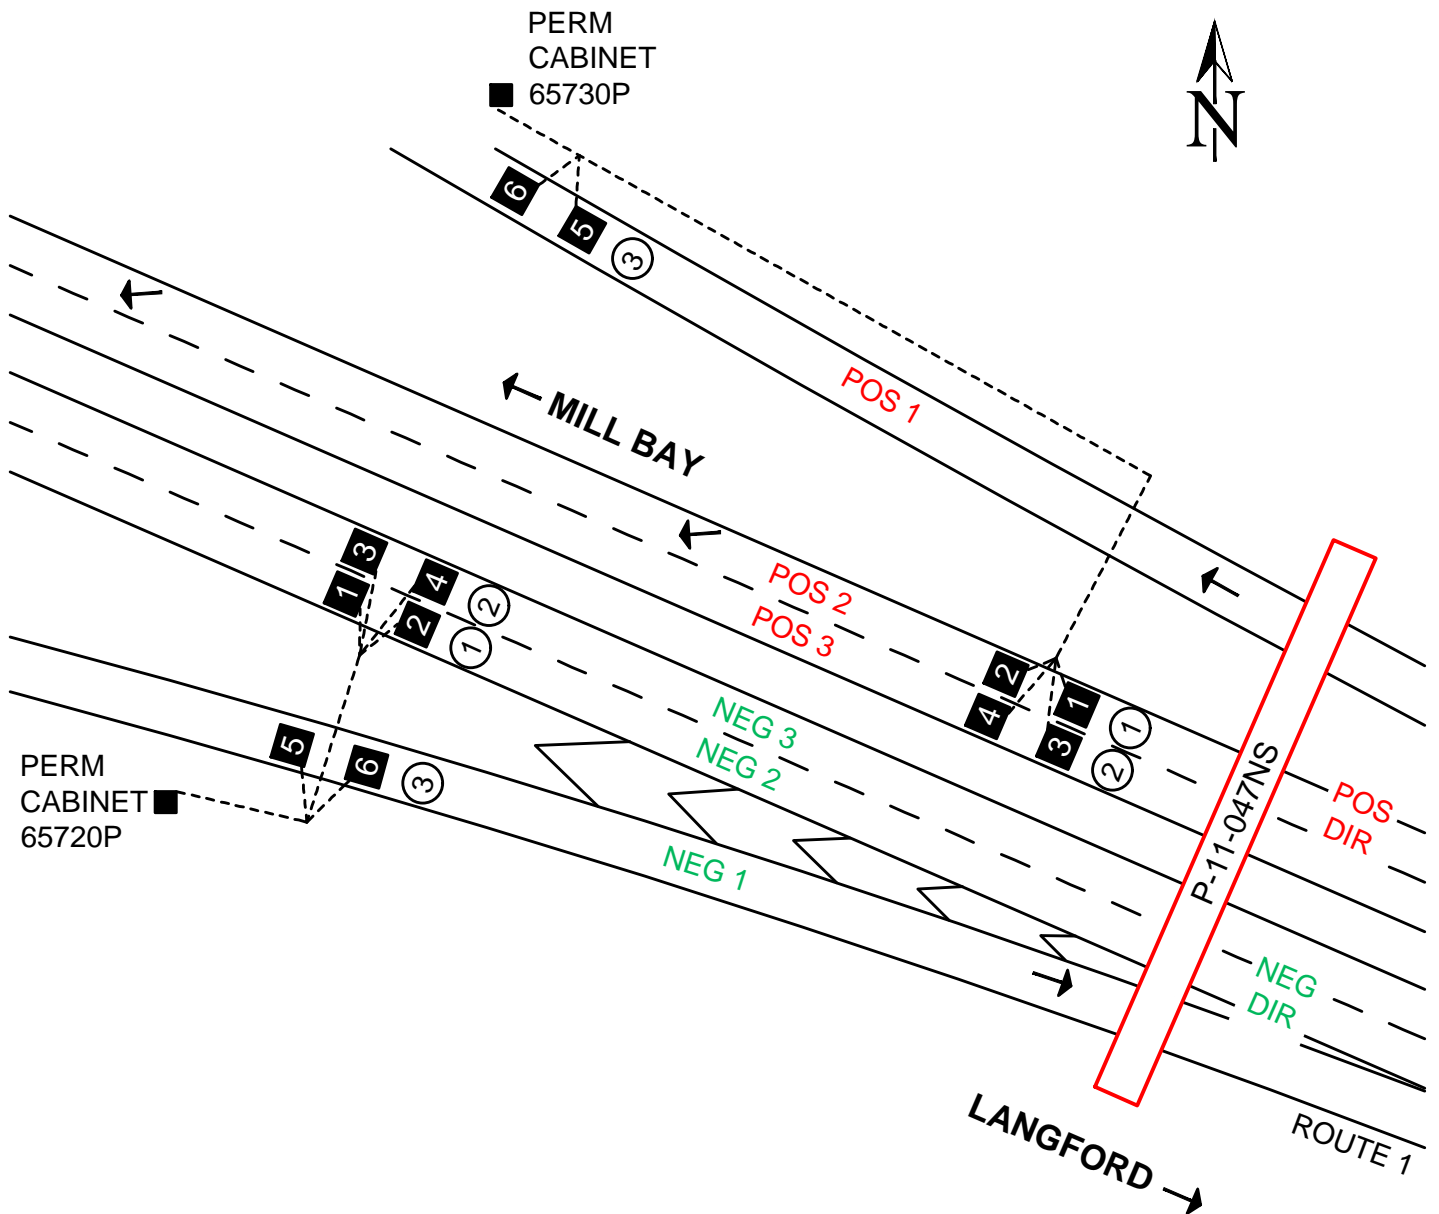 PERM
CABINET
65730P
N
6
5
3
POS 1
MILL BAY
POS 2
POS 3
3
1
4
2
2
1
2
4
1
3
1
2
NEG 3
NEG 2
5
6
3
PERM
CABINET
65720P
NEG 1
P-11-047NS
POS
DIR
NEG
DIR
LANGFORD
ROUTE 1